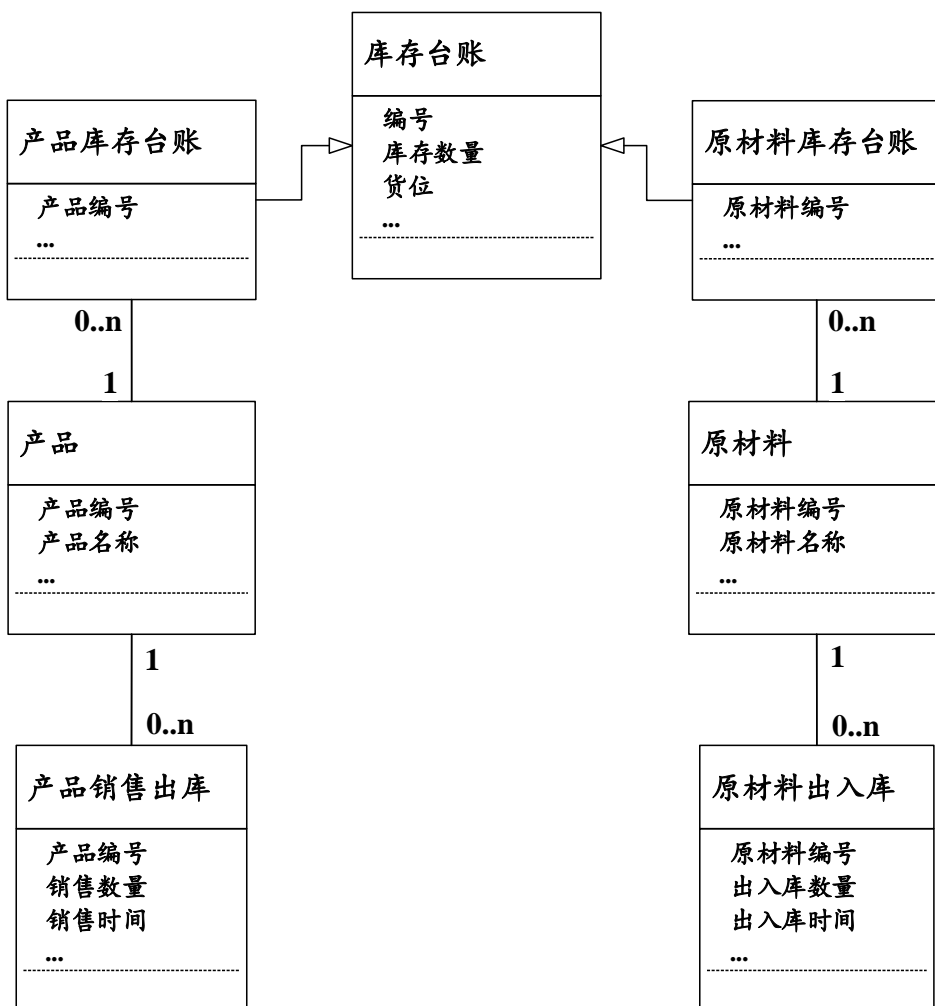 库存台账
编号
库存数量
货位
...
产品库存台账
产品编号
...
原材料库存台账
原材料编号
...
0..n
1
0..n
1
产品
产品编号
产品名称
...
原材料
原材料编号
原材料名称
...
1
0..n
1
0..n
产品销售出库
产品编号
销售数量
销售时间
...
原材料出入库
原材料编号
出入库数量
出入库时间
...